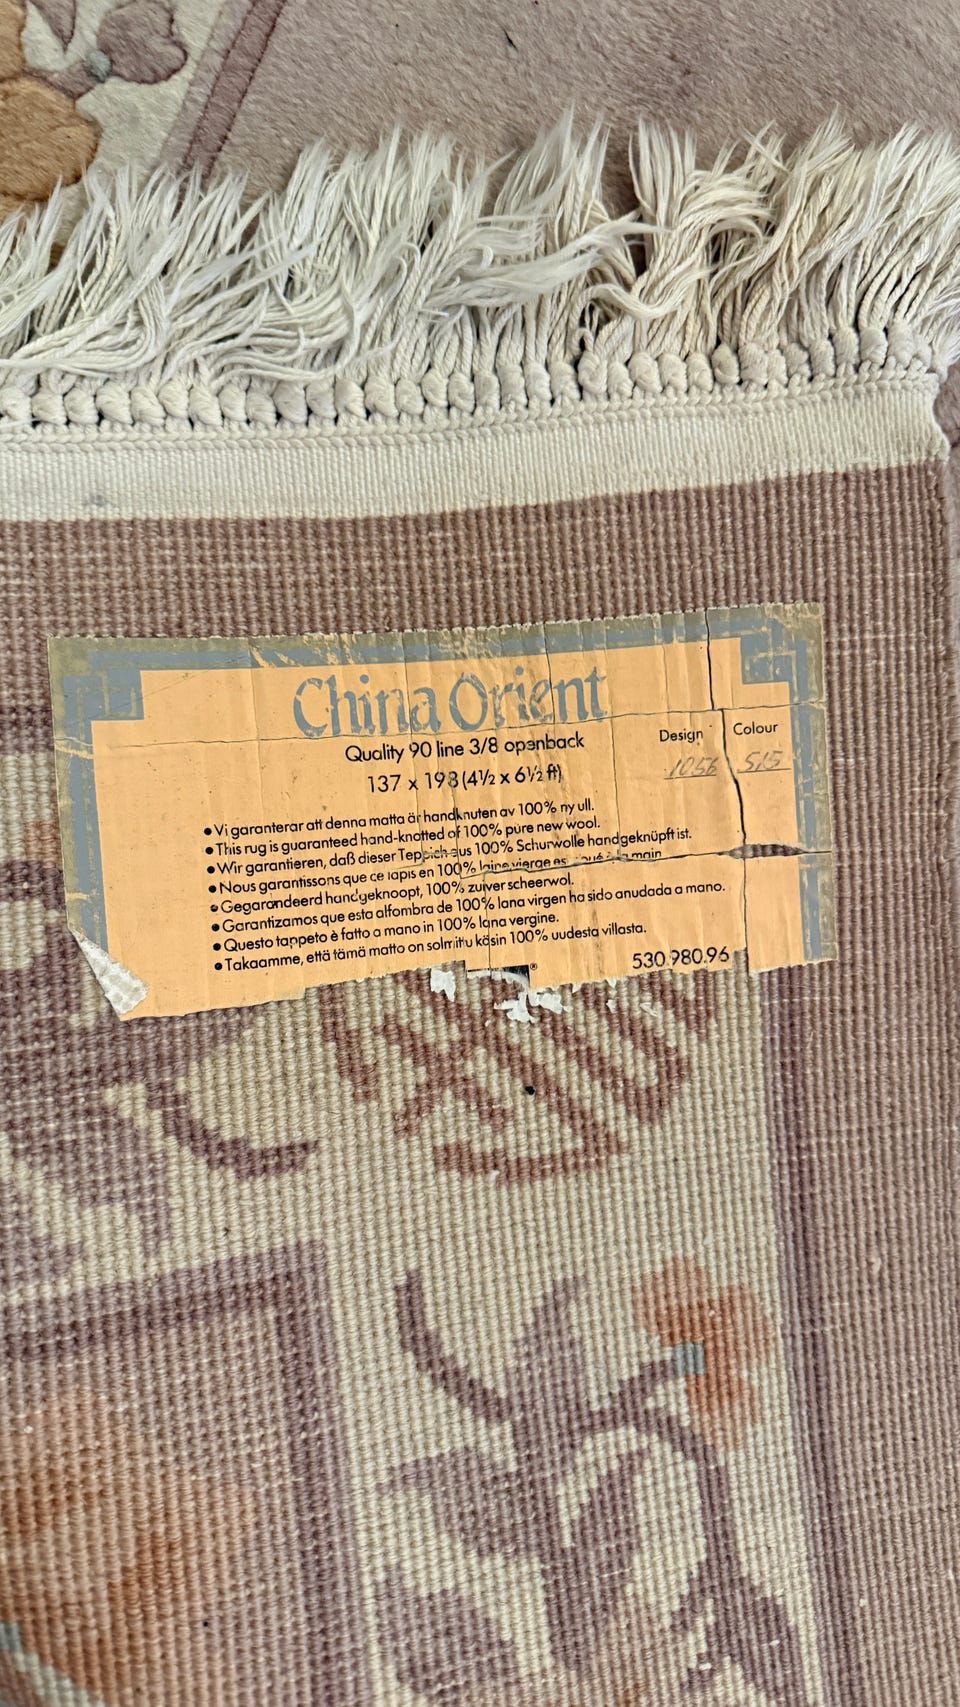 China Orient
Quality 90 line 3/8 openback
137 x 198 (4½ x 6½ ft)
Design
Colour
1056
515
• Vi garanterar att denna matta är handknuten av 100% ny ull.
• This rug is guaranteed hand-knotted of 100% pure new wool.
• Wir garantieren, daß dieser Teppich aus 100% Schurwolle handgeknüpft ist.
• Nous garantissons que ce tapis en 100% laine vierge es noué à la main
• Gegarandeerd handgeknoopt, 100% zuiver scheerwol.
• Garantizamos que esta alfombra de 100% lana virgen ha sido anudada a mano.
• Questo tappeto è fatto a mano in 100% lana vergine.
• Takaamme, että tämä matto on solmittu käsin 100% uudesta villasta.
® 530.980.96